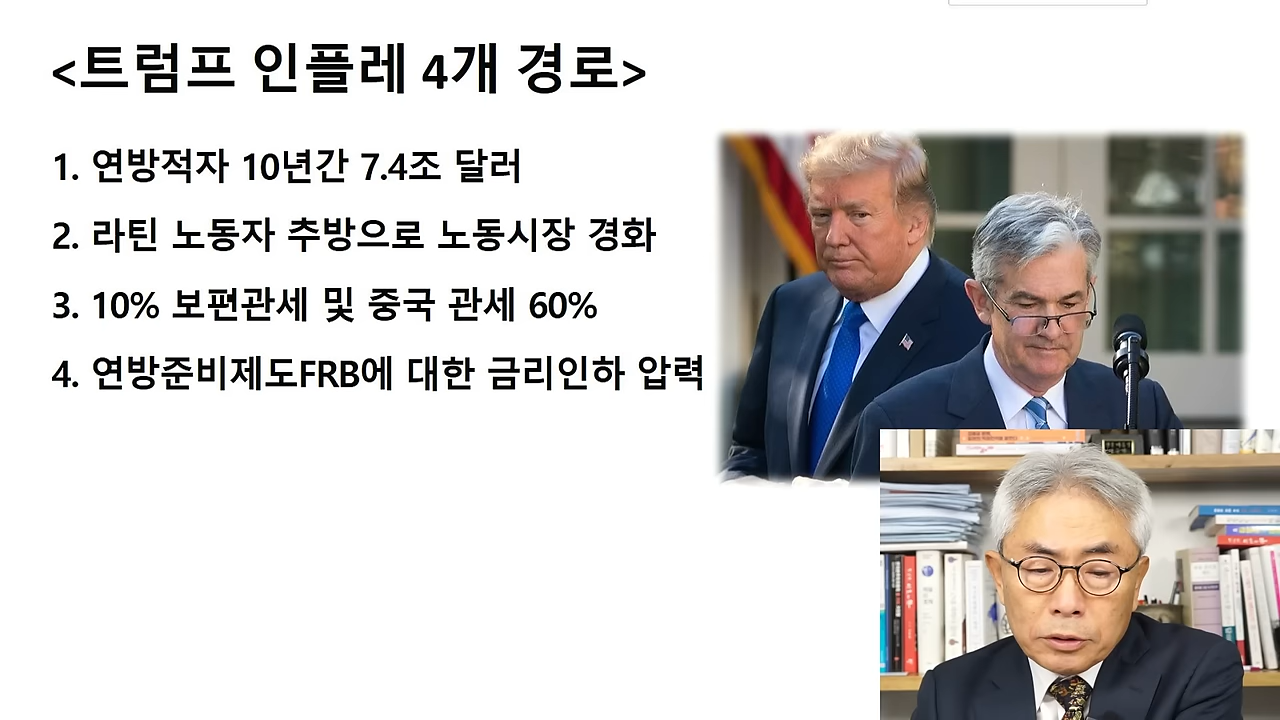 <트럼프 인플레 4개 경로>
1. 연방적자 10년간 7.4조 달러
2. 라틴 노동자 추방으로 노동시장 경화
3. 10% 보편관세 및 중국 관세 60%
4. 연방준비제도FRB에 대한 금리인하 압력